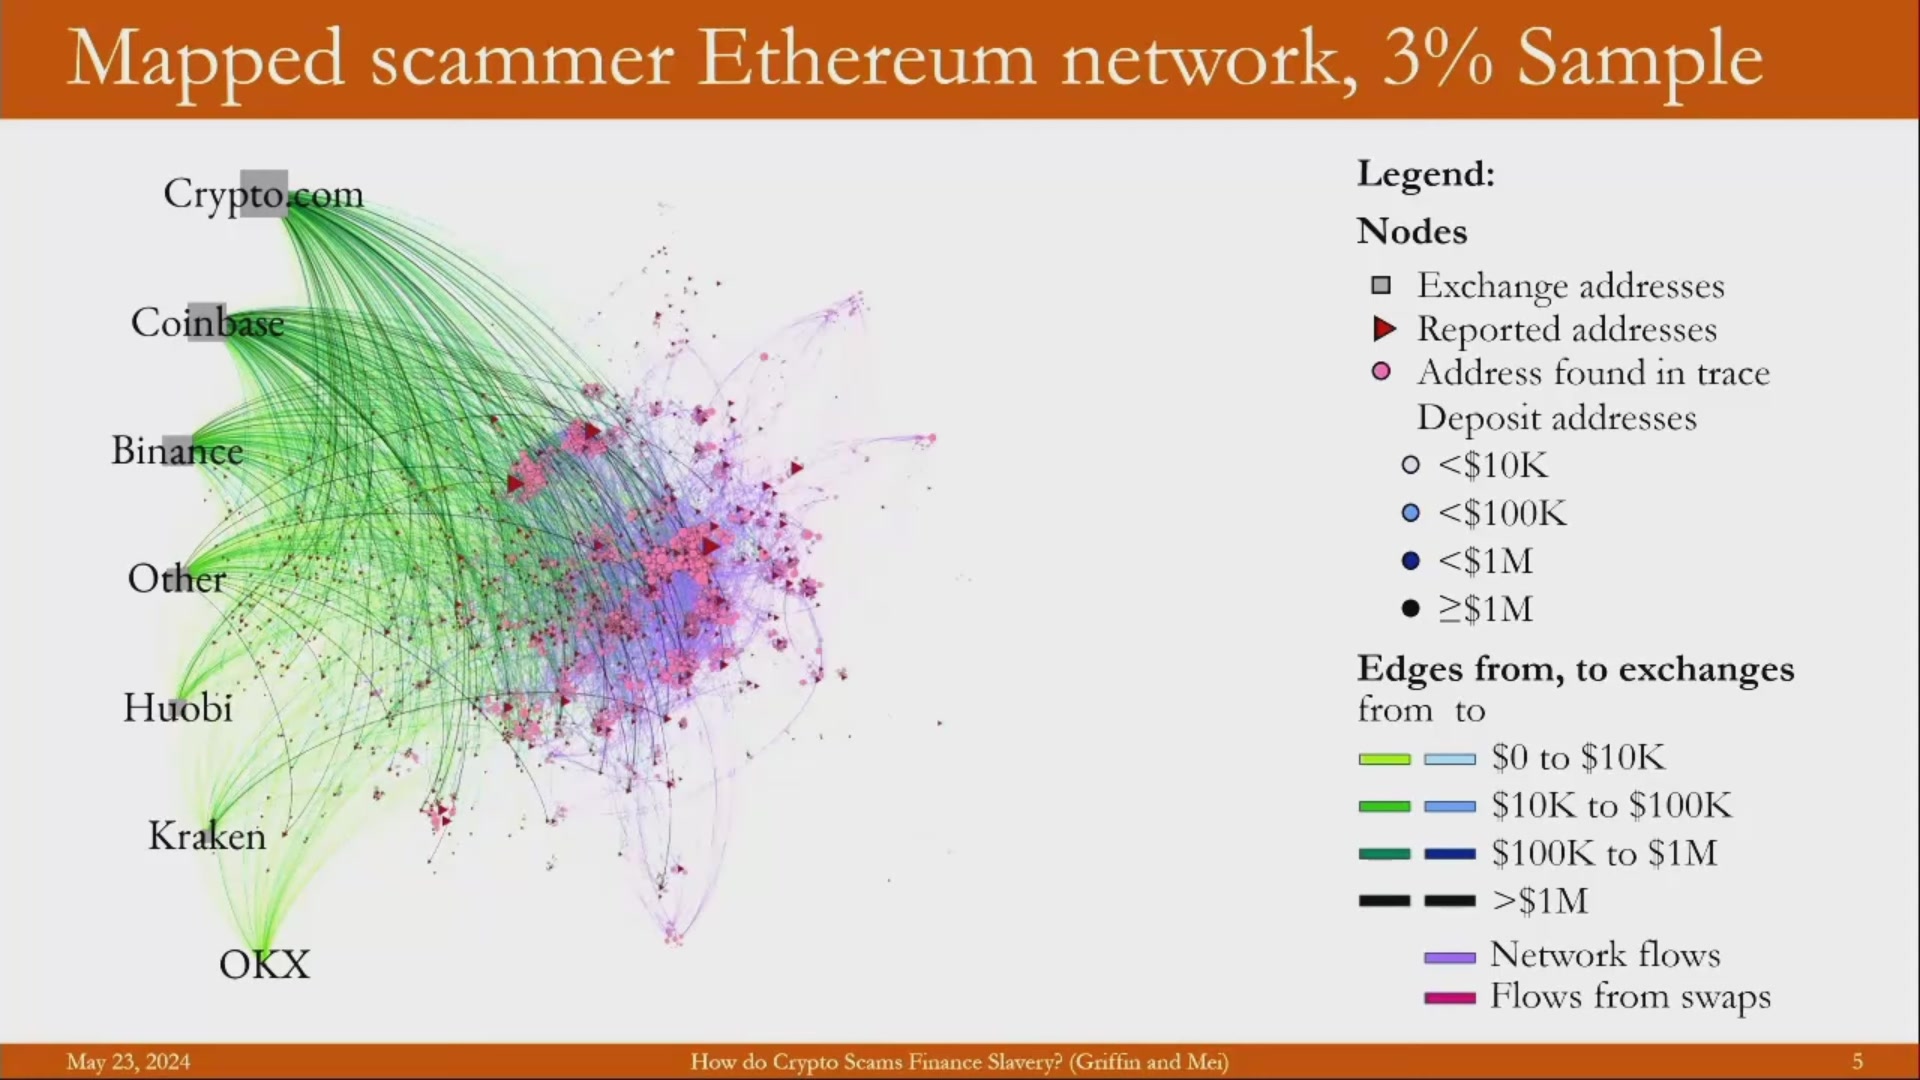 Mapped scammer Ethereum network, 3% Sample
Crypto.com
Coinbase
Binance
Other
Huobi
Kraken
OKX
Legend:
Nodes
Exchange addresses
Reported addresses
Address found in trace
Deposit addresses
<$10K
<$100K
<$1M
≥$1M
Edges from, to exchanges
from to
$0 to $10K
$10K to $100K
$100K to $1M
>$1M
Network flows
Flows from swaps
May 23, 2024
How do Crypto Scams Finance Slavery? (Griffin and Mei)
5